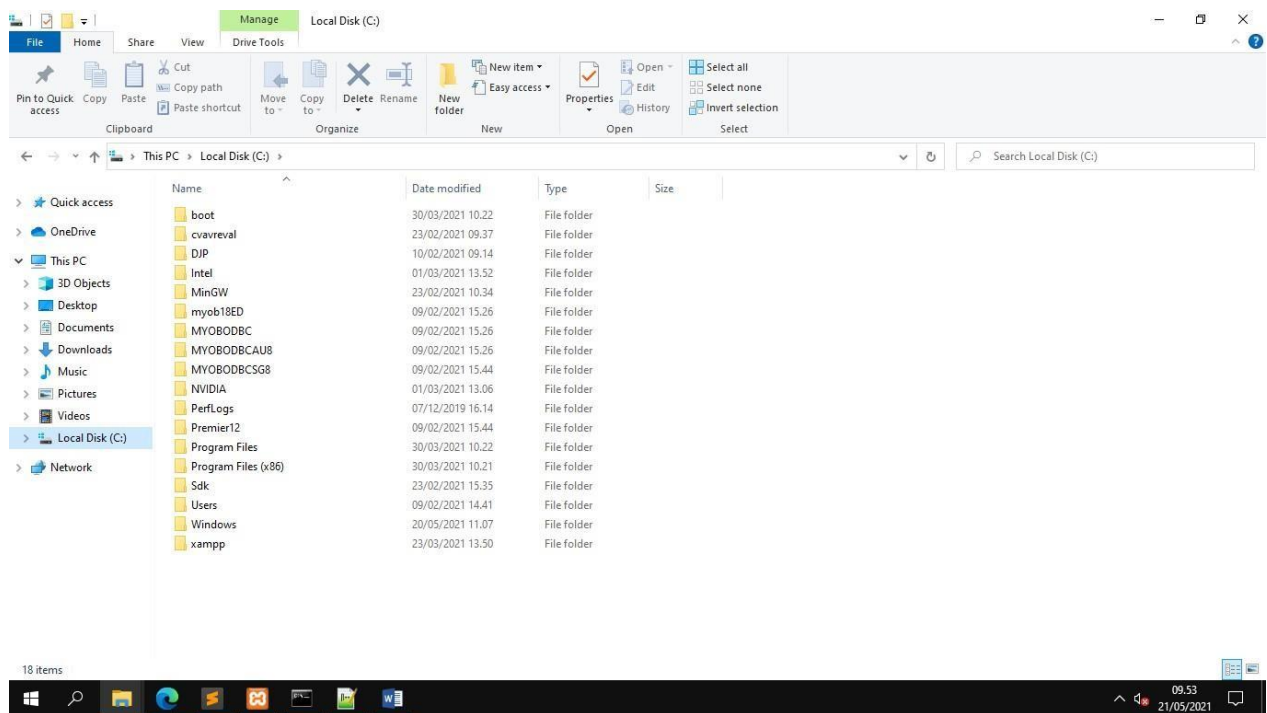 Manage Local Disk (C:)
File Home Share View Drive Tools
Pin to Quick access
Copy
Paste
Cut
Copy path
Paste shortcut
Clipboard
Move to
Copy to
Delete
Rename
Organize
New folder
New item
Easy access
New
Properties
Open
Edit
History
Open
Select all
Select none
Invert selection
Select
This PC > Local Disk (C:) >
Search Local Disk (C:)
Quick access
OneDrive
This PC
3D Objects
Desktop
Documents
Downloads
Music
Pictures
Videos
Local Disk (C:)
Network
Name Date modified Type Size
boot 30/03/2021 10.22 File folder
cvavreval 23/02/2021 09.37 File folder
DJP 10/02/2021 09.14 File folder
Intel 01/03/2021 13.52 File folder
MinGW 23/02/2021 10.34 File folder
myob18ED 09/02/2021 15.26 File folder
MYOBODBC 09/02/2021 15.26 File folder
MYOBODBCAU8 09/02/2021 15.26 File folder
MYOBODBCSG8 09/02/2021 15.44 File folder
NVIDIA 01/03/2021 13.06 File folder
PerfLogs 07/12/2019 16.14 File folder
Premier12 09/02/2021 15.44 File folder
Program Files 30/03/2021 10.22 File folder
Program Files (x86) 30/03/2021 10.21 File folder
Sdk 23/02/2021 15.35 File folder
Users 09/02/2021 14.41 File folder
Windows 20/05/2021 11.07 File folder
xampp 23/03/2021 13.50 File folder
18 items
09.53
21/05/2021